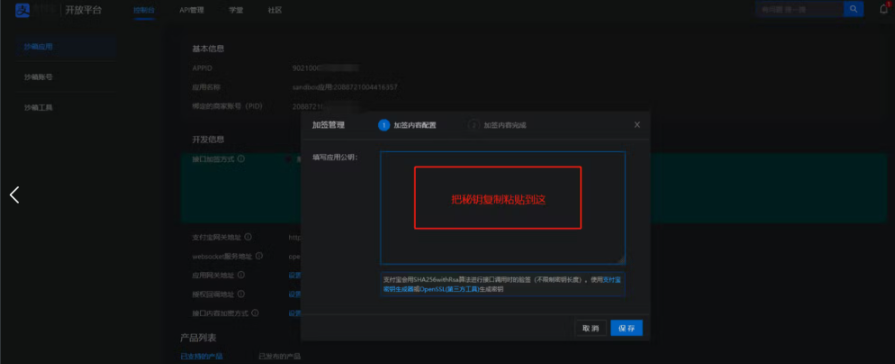 开放平台
控制台
API管理
学堂
社区
沙箱应用
沙箱账号
沙箱工具
基本信息
APPID
应用名称
sandbox应用:2088721004416357
绑定的商家账号（PID）
208872
开发信息
接口加签方式
加签管理
1 加签内容配置
2 加签内容完成
填写应用公钥：
把秘钥复制粘贴到这
支付宝会用SHA256withRsa算法进行接口调用时的验签（不限制密钥长度），使用支付宝
密钥生成器或OpenSSL(第三方工具)生成密钥
取消
保存
支付宝网关地址
websocket服务地址
应用网关地址
授权回调地址
接口内容加密方式
产品列表
已支持的产品
已发布的产品